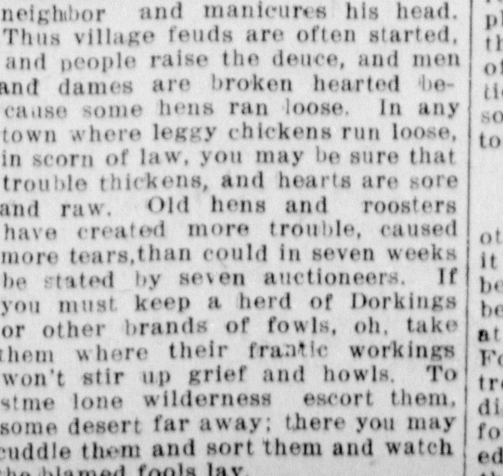 neighbor and manicures his head.
Thus village feuds are often started,
and people raise the deuce, and men
and dames are broken hearted be-
cause some hens ran loose. In any
town where leggy chickens run loose,
in scorn of law, you may be sure that
trouble thickens, and hearts are sore
and raw. Old hens and roosters
have created more trouble, caused
more tears,than could in seven weeks
be stated by seven auctioneers. If
you must keep a herd of Dorkings
or other brands of fowls, oh, take
them where their frantic workings
won't stir up grief and howls. To
stme lone wilderness escort them,
some desert far away; there you may
cuddle them and sort them and watch
the blamed fools lay.